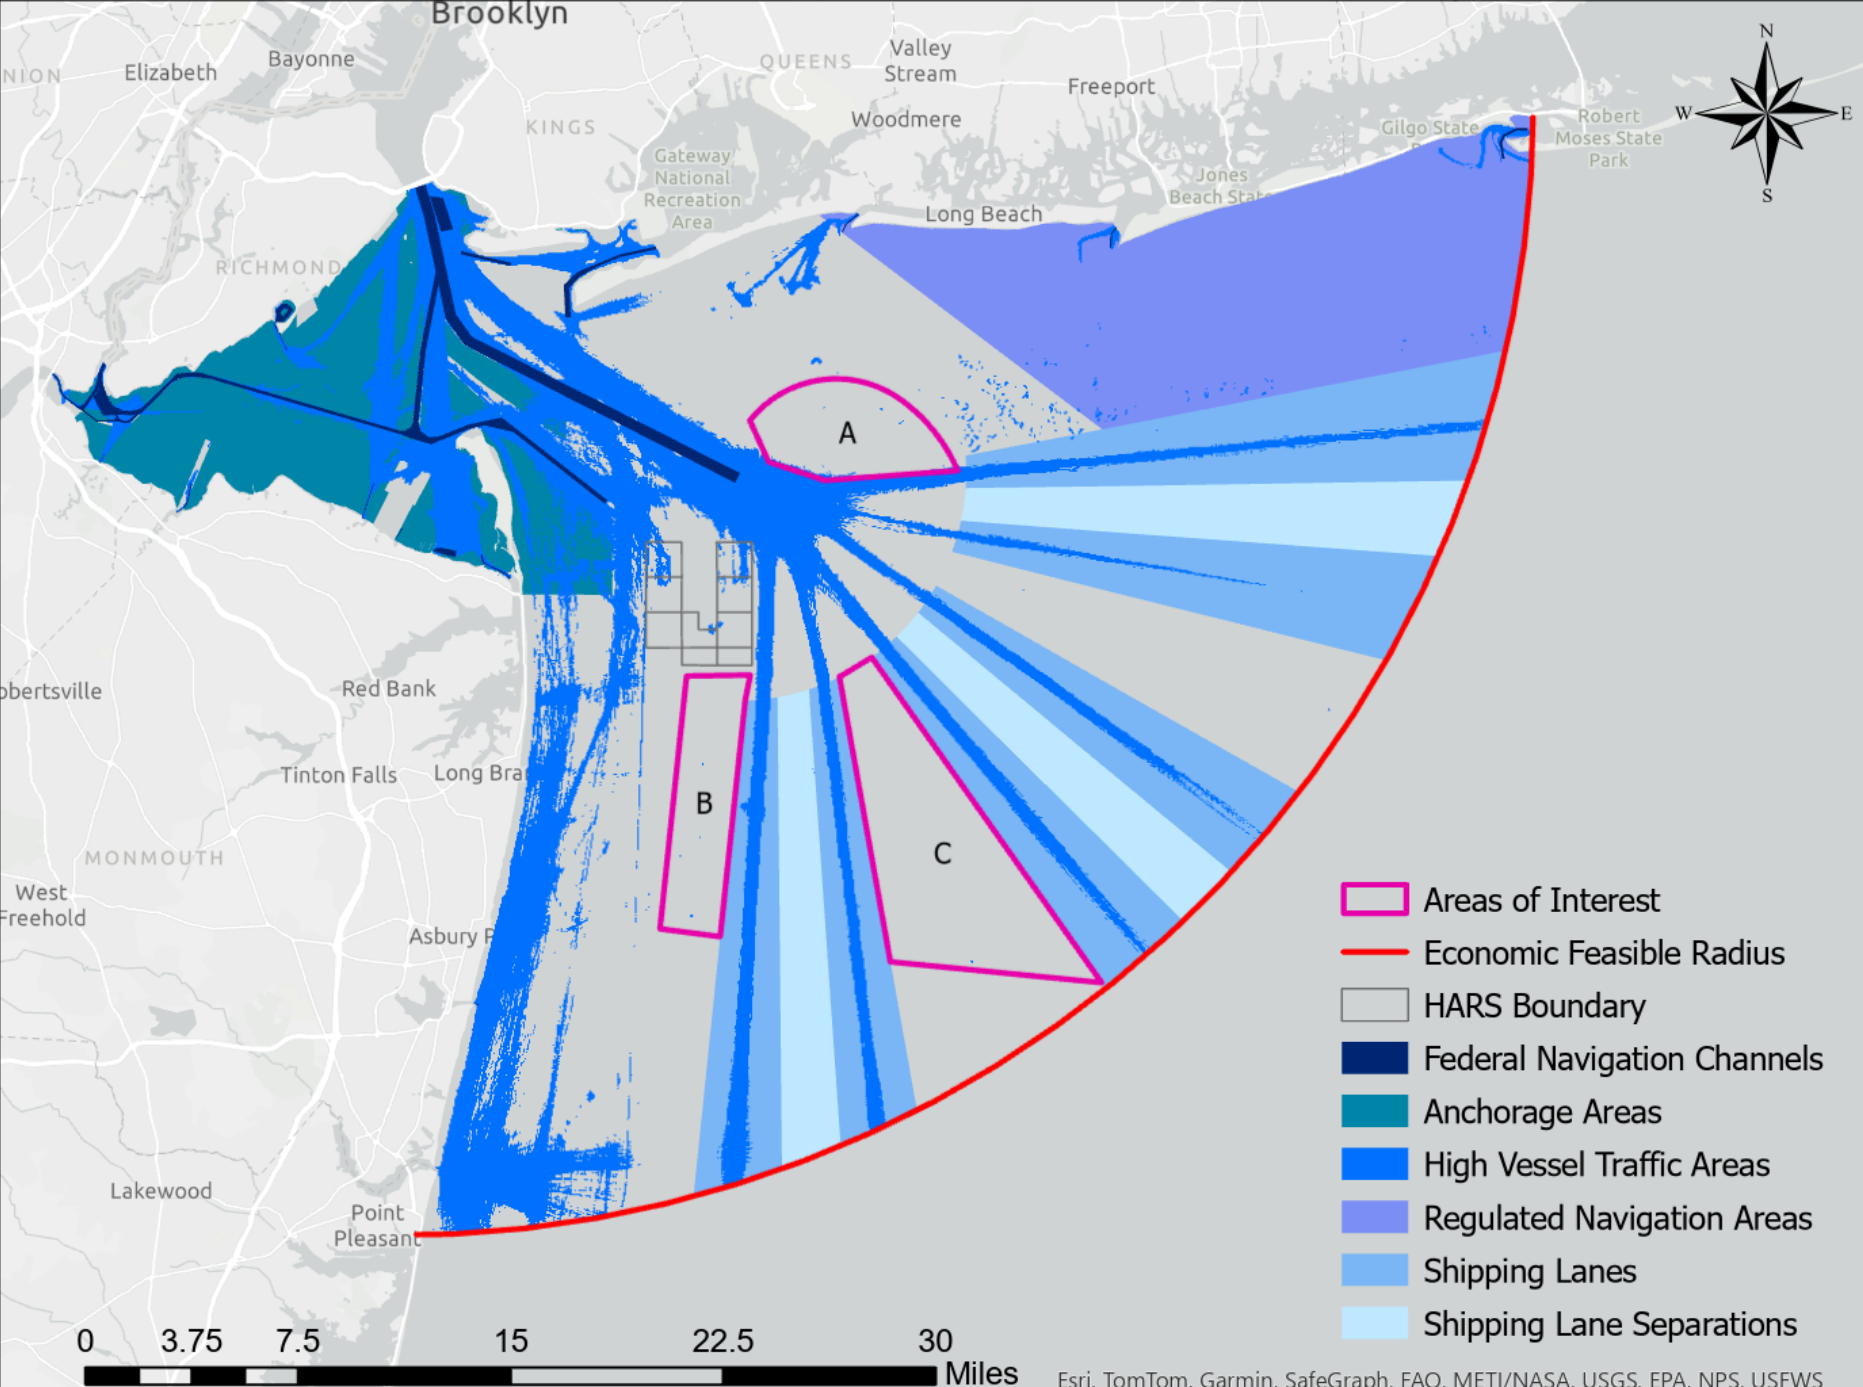 Brooklyn
NION
Elizabeth
Bayonne
QUEENS
Valley
Stream
Freeport
N
W
E
S
KINGS
Woodmere
Gateway
National
Recreation
Area
Gilgo State
Robert
Moses State
Park
Jones
Beach State
Long Beach
RICHMOND
A
obertsville
Red Bank
Tinton Falls
Long Bra
B
C
MONMOUTH
West
Freehold
Asbury P
Lakewood
Point
Pleasant
Areas of Interest
Economic Feasible Radius
HARS Boundary
Federal Navigation Channels
Anchorage Areas
High Vessel Traffic Areas
Regulated Navigation Areas
Shipping Lanes
Shipping Lane Separations
0 3.75 7.5 15 22.5 30
Miles
Esri, TomTom, Garmin, SafeGraph, FAO, METI/NASA, USGS, EPA, NPS, USFWS